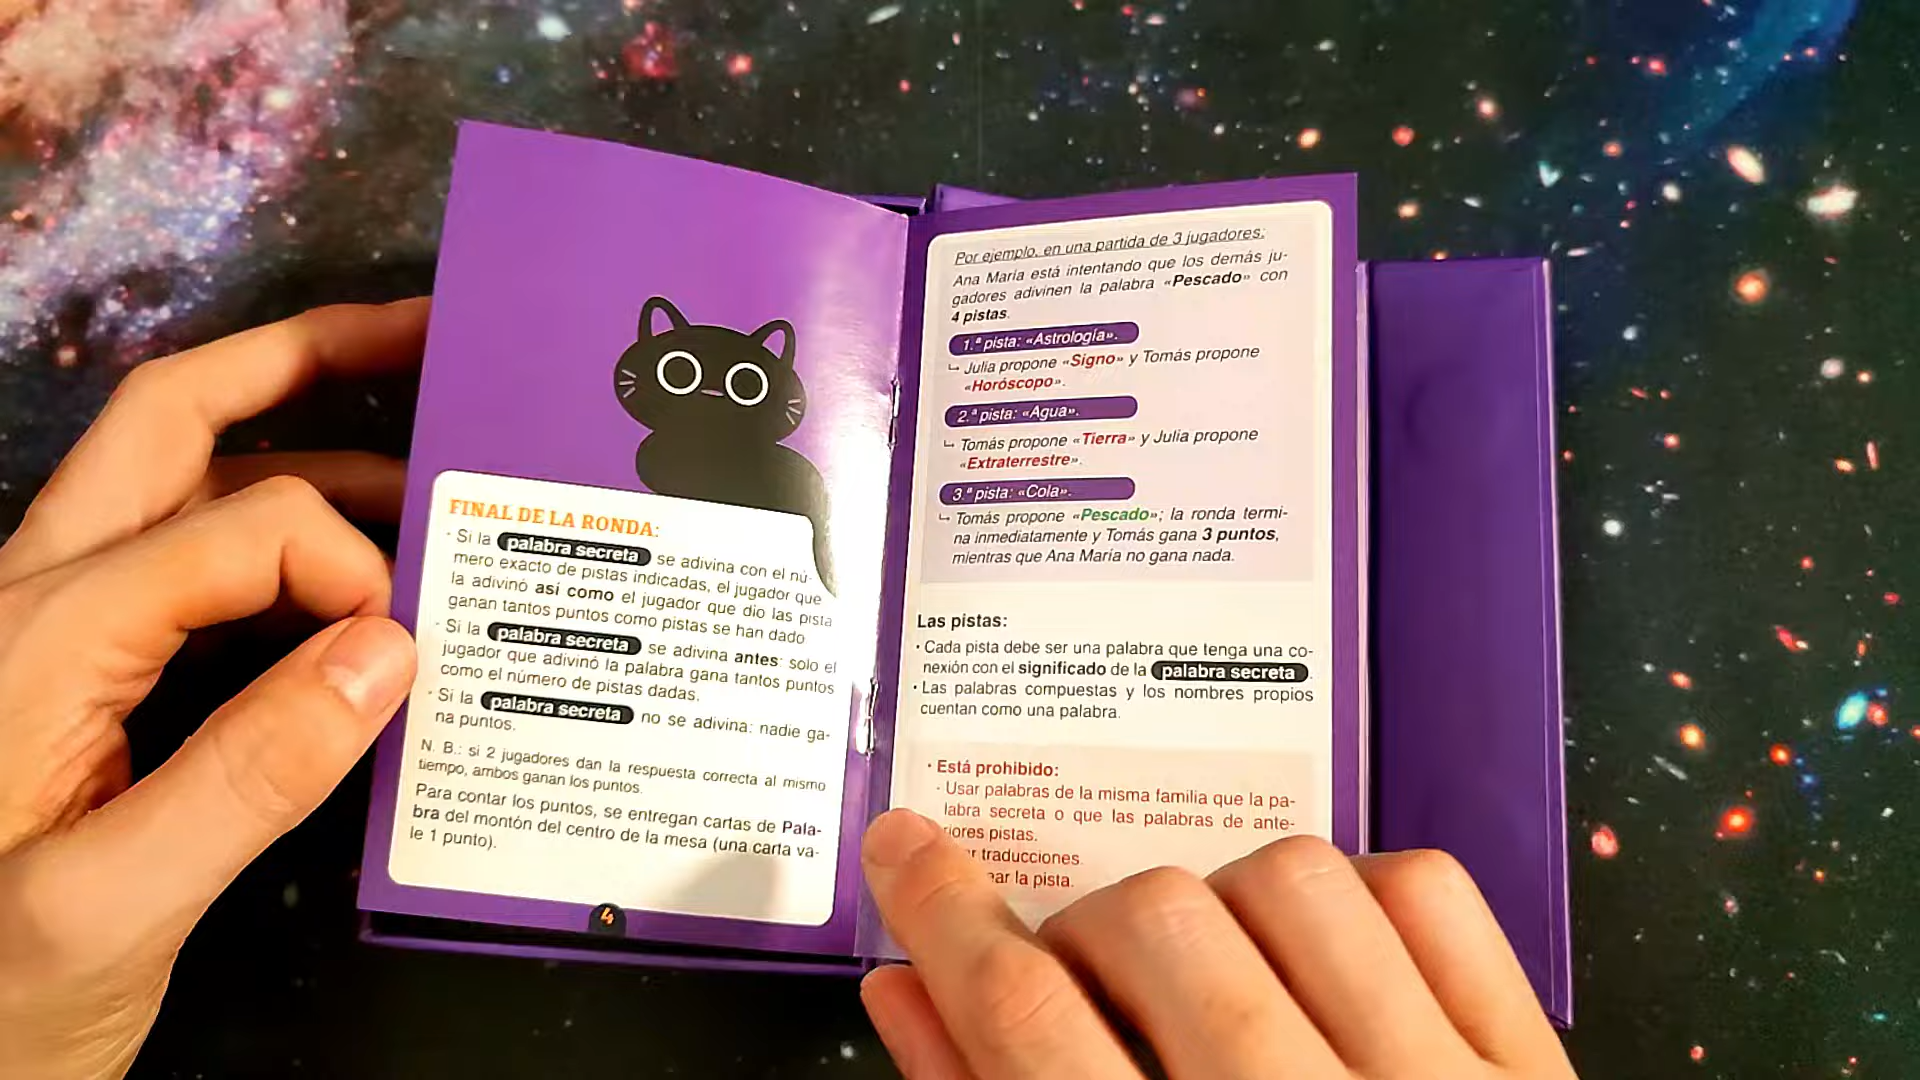 FINAL DE LA RONDA:
· Si la palabra secreta se adivina con el nú-
mero exacto de pistas indicadas, el jugador que
la adivinó así como el jugador que dio las pista
ganan tantos puntos como pistas se han dado
· Si la palabra secreta se adivina antes: solo el
jugador que adivinó la palabra gana tantos puntos
como el número de pistas dadas.
· Si la palabra secreta no se adivina: nadie ga-
na puntos.
N. B.: si 2 jugadores dan la respuesta correcta al mismo
tiempo, ambos ganan los puntos.
Para contar los puntos, se entregan cartas de Pala-
bra del montón del centro de la mesa (una carta va-
le 1 punto).
4
Por ejemplo, en una partida de 3 jugadores:
Ana María está intentando que los demás ju-
gadores adivinen la palabra «Pescado» con
4 pistas.
1.ª pista: «Astrología».
↳ Julia propone «Signo» y Tomás propone
«Horóscopo».
2.ª pista: «Agua».
↳ Tomás propone «Tierra» y Julia propone
«Extraterrestre».
3.ª pista: «Cola».
↳ Tomás propone «Pescado»; la ronda termi-
na inmediatamente y Tomás gana 3 puntos,
mientras que Ana María no gana nada.
Las pistas:
· Cada pista debe ser una palabra que tenga una co-
nexión con el significado de la palabra secreta.
· Las palabras compuestas y los nombres propios
cuentan como una palabra.
· Está prohibido:
- Usar palabras de la misma familia que la pa-
labra secreta o que las palabras de ante-
riores pistas.
traducciones.
la pista.